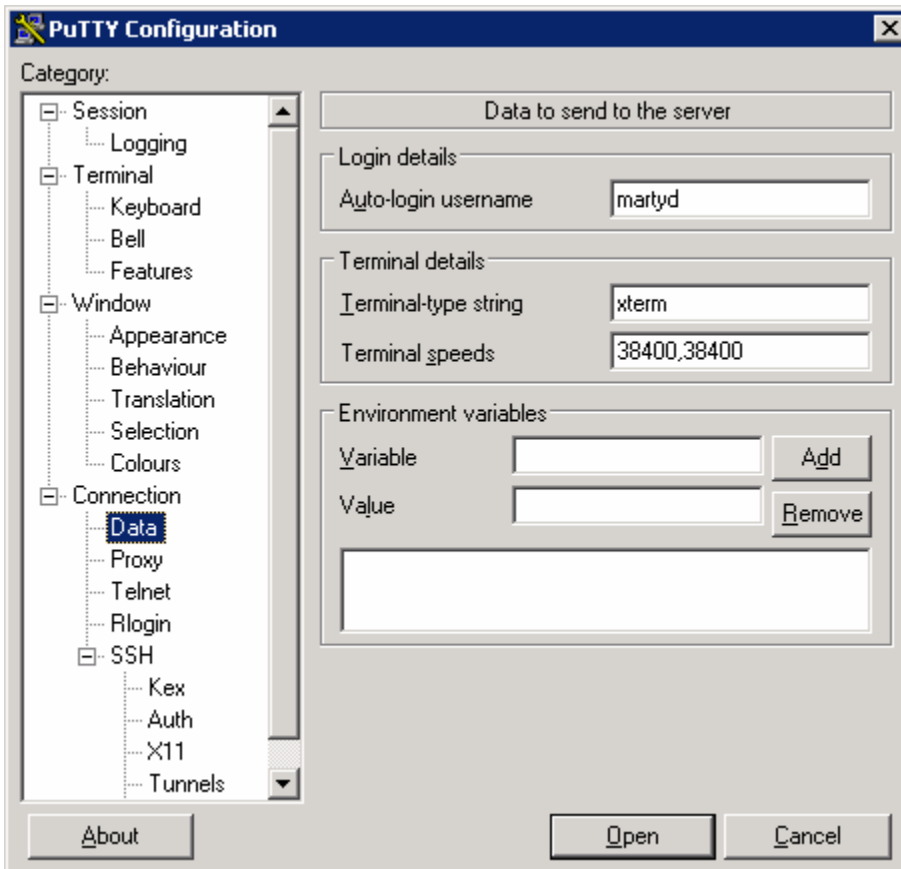 PuTTY Configuration
Category:
Session
Logging
Terminal
Keyboard
Bell
Features
Window
Appearance
Behaviour
Translation
Selection
Colours
Connection
Data
Proxy
Telnet
Rlogin
SSH
Kex
Auth
X11
Tunnels
Data to send to the server
Login details
Auto-login username martyd
Terminal details
Terminal-type string xterm
Terminal speeds 38400,38400
Environment variables
Variable Add
Value Remove
About Open Cancel